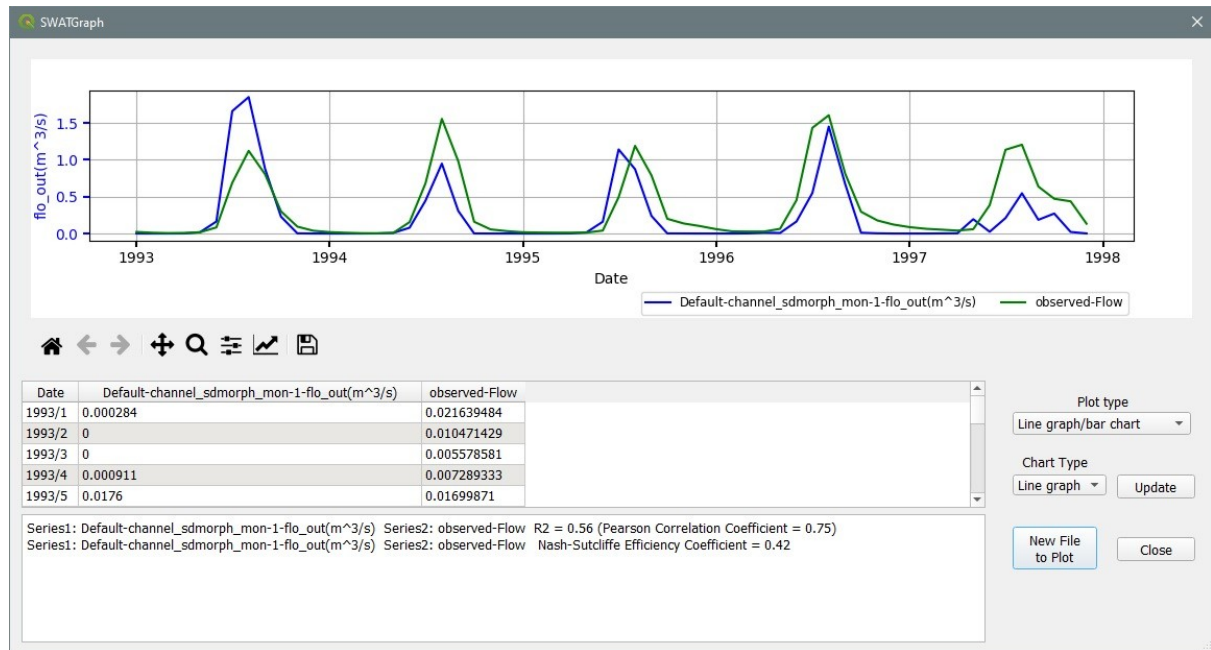 SWATGraph
flo_out(m^3/s)
1.5
1.0
0.5
0.0
1993 1994 1995 1996 1997 1998
Date
Default-channel_sdmorph_mon-1-flo_out(m^3/s) observed-Flow
Date Default-channel_sdmorph_mon-1-flo_out(m^3/s) observed-Flow
1993/1 0.000284 0.021639484
1993/2 0 0.010471429
1993/3 0 0.005578581
1993/4 0.000911 0.007289333
1993/5 0.0176 0.01699871
Plot type
Line graph/bar chart
Chart Type
Line graph Update
Series1: Default-channel_sdmorph_mon-1-flo_out(m^3/s) Series2: observed-Flow R2 = 0.56 (Pearson Correlation Coefficient = 0.75)
Series1: Default-channel_sdmorph_mon-1-flo_out(m^3/s) Series2: observed-Flow Nash-Sutcliffe Efficiency Coefficient = 0.42
New File
to Plot
Close